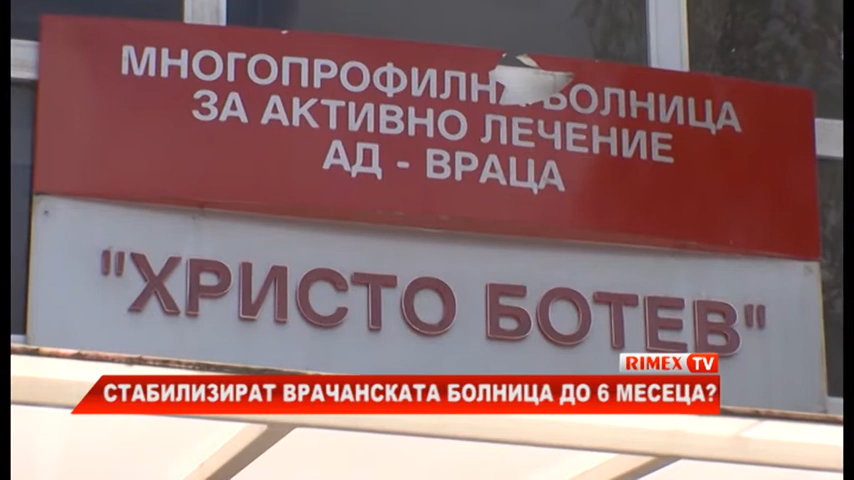 МНОГОПРОФИЛНА БОЛНИЦА
ЗА АКТИВНО ЛЕЧЕНИЕ
АД - ВРАЦА
"ХРИСТО БОТЕВ"
RIMEX TV
СТАБИЛИЗИРАТ ВРАЧАНСКАТА БОЛНИЦА ДО 6 МЕСЕЦА?